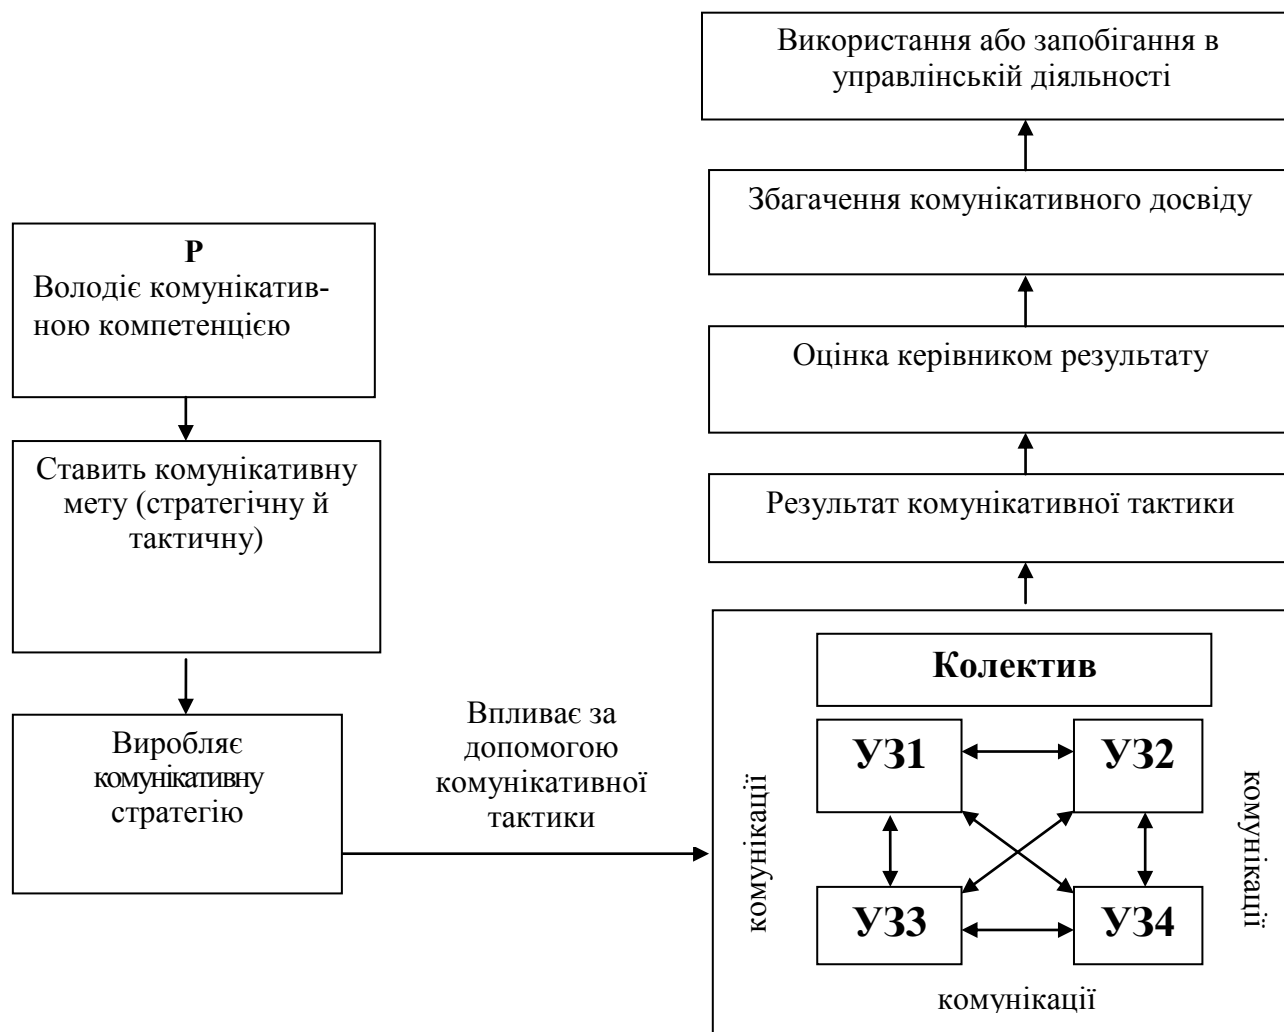 Використання або запобігання в
управлінській діяльності
Збагачення комунікативного досвіду
Р
Володіє комунікатив-
ною компетенцією
Оцінка керівником результату
Ставить комунікативну
мету (стратегічну й
тактичну)
Результат комунікативної тактики
Виробляє
комунікативну
стратегію
Впливає за
допомогою
комунікативної
тактики
Колектив
УЗ1
УЗ2
комунікації
комунікації
УЗ3
УЗ4
комунікації